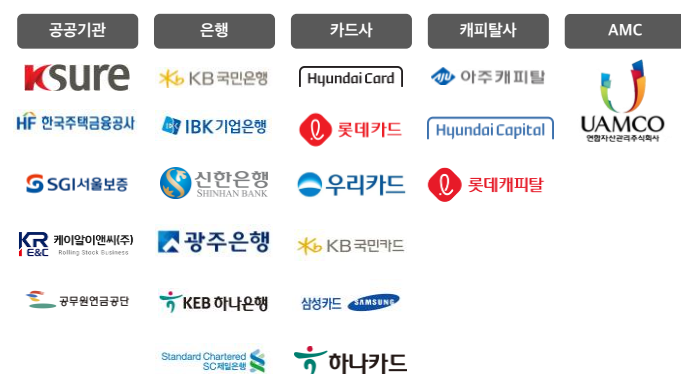 공공기관
은행
카드사
캐피탈사
AMC
Ksure
KB국민은행
Hyundai Card
아주캐피탈
UAMCO
연합자산관리주식회사
HF 한국주택금융공사
IBK기업은행
롯데카드
Hyundai Capital
SGI서울보증
신한은행
SHINHAN BANK
우리카드
롯데캐피탈
KR
E&C
케이알이앤씨(주)
Rolling Stock Business
광주은행
KB국민카드
공무원연금공단
KEB 하나은행
삼성카드 SAMSUNG
Standard Chartered
SC제일은행
하나카드